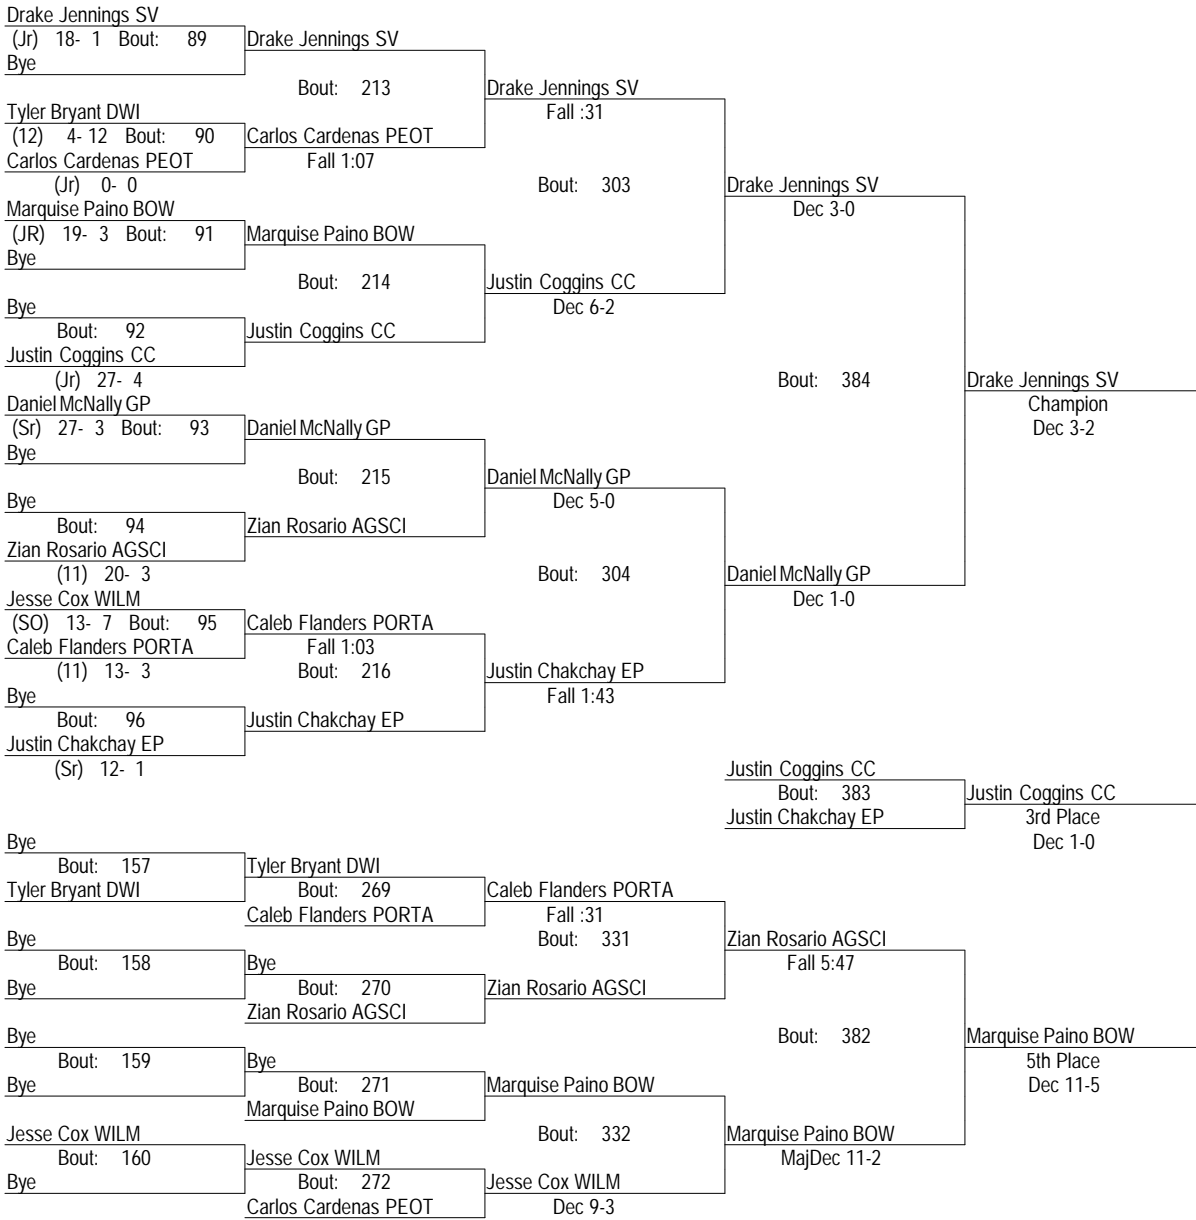 Drake Jennings SV
(Jr) 18- 1 Bout: 89
Bye
Drake Jennings SV
Bout: 213
Tyler Bryant DWI
(12) 4- 12 Bout: 90
Carlos Cardenas PEOT
(Jr) 0- 0
Carlos Cardenas PEOT
Fall 1:07
Drake Jennings SV
Fall :31
Bout: 303
Marquise Paino BOW
(JR) 19- 3 Bout: 91
Bye
Marquise Paino BOW
Bout: 214
Bye
Bout: 92
Justin Coggins CC
(Jr) 27- 4
Justin Coggins CC
Justin Coggins CC
Dec 6-2
Drake Jennings SV
Dec 3-0
Bout: 384
Daniel McNally GP
(Sr) 27- 3 Bout: 93
Bye
Daniel McNally GP
Bout: 215
Bye
Bout: 94
Zian Rosario AGSCI
(11) 20- 3
Zian Rosario AGSCI
Daniel McNally GP
Dec 5-0
Bout: 304
Jesse Cox WILM
(SO) 13- 7 Bout: 95
Caleb Flanders PORTA
(11) 13- 3
Caleb Flanders PORTA
Fall 1:03
Bout: 216
Bye
Bout: 96
Justin Chakchay EP
(Sr) 12- 1
Justin Chakchay EP
Justin Chakchay EP
Fall 1:43
Daniel McNally GP
Dec 1-0
Drake Jennings SV
Champion
Dec 3-2
Justin Coggins CC
Bout: 383
Justin Chakchay EP
Justin Coggins CC
3rd Place
Dec 1-0
Bye
Bout: 157
Tyler Bryant DWI
Tyler Bryant DWI
Bout: 269
Caleb Flanders PORTA
Caleb Flanders PORTA
Fall :31
Bout: 331
Bye
Bout: 158
Bye
Bye
Bout: 270
Zian Rosario AGSCI
Zian Rosario AGSCI
Zian Rosario AGSCI
Fall 5:47
Bout: 382
Bye
Bout: 159
Bye
Bye
Bout: 271
Marquise Paino BOW
Marquise Paino BOW
Bout: 332
Jesse Cox WILM
Bout: 160
Bye
Jesse Cox WILM
Bout: 272
Carlos Cardenas PEOT
Jesse Cox WILM
Dec 9-3
Marquise Paino BOW
MajDec 11-2
Marquise Paino BOW
5th Place
Dec 11-5